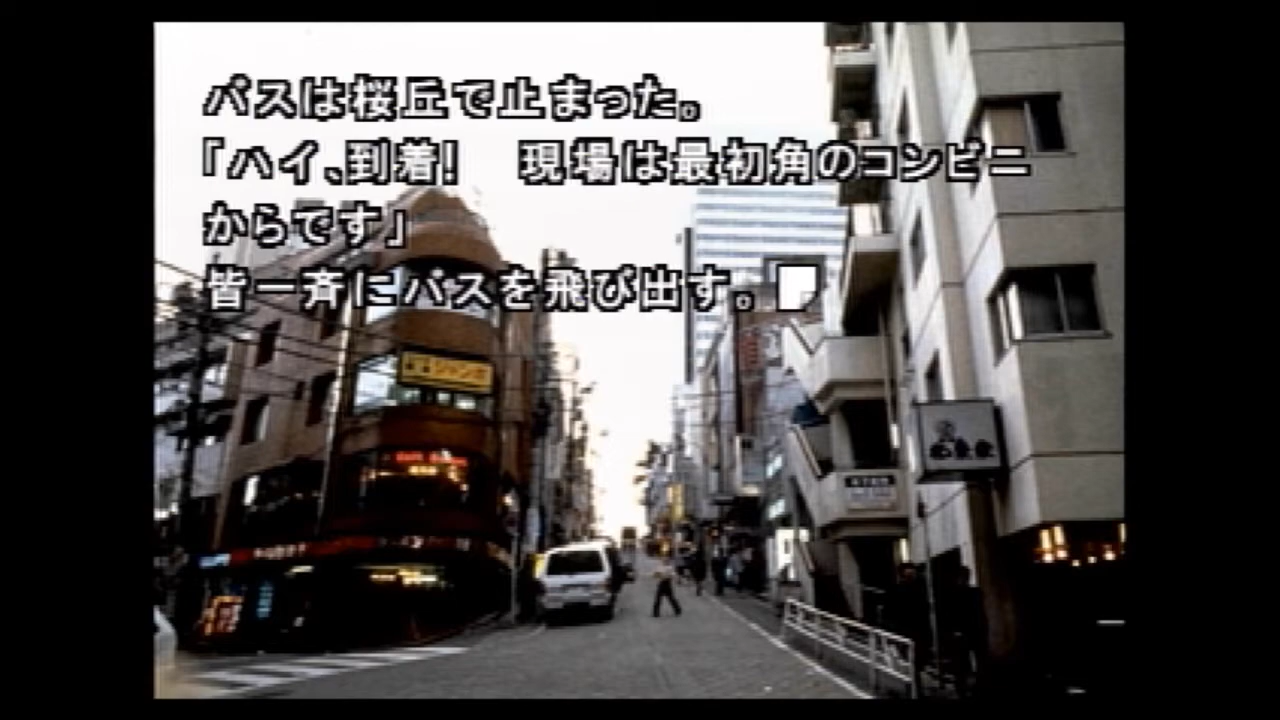 バスは桜丘で止まった。
「ハイ、到着!　現場は最初角のコンビニ
からです」
皆一斉にバスを飛び出す。